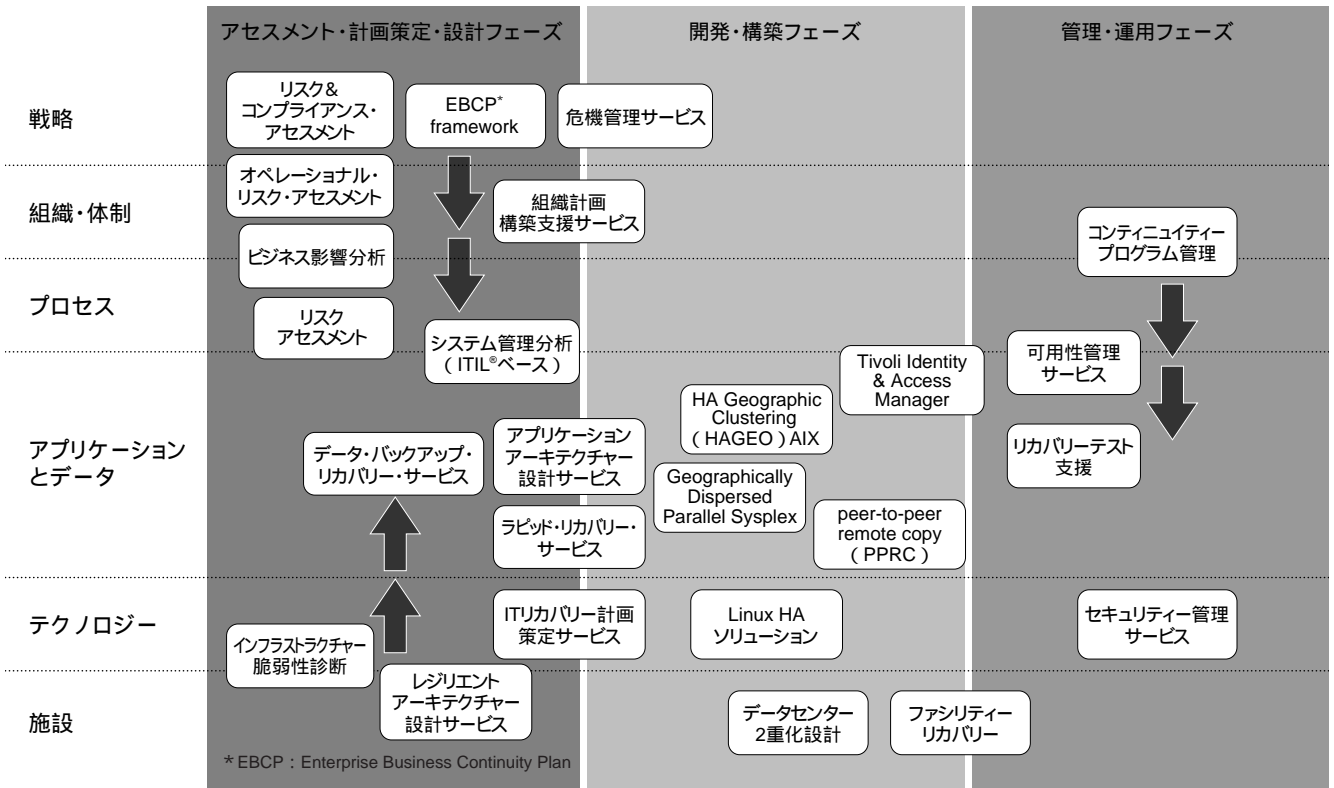 アセスメント・計画策定・設計フェーズ
開発・構築フェーズ
管理・運用フェーズ
戦略
リスク＆
コンプライアンス・
アセスメント
EBCP*
framework
危機管理サービス
組織・体制
オペレーショナル・
リスク・アセスメント
組織計画
構築支援サービス
ビジネス影響分析
コンティニュイティー
プログラム管理
プロセス
リスク
アセスメント
システム管理分析
（ITIL®ベース）
可用性管理
サービス
Tivoli Identity
& Access
Manager
アプリケーション
とデータ
データ・バックアップ・
リカバリー・サービス
アプリケーション
アーキテクチャー
設計サービス
HA Geographic
Clustering
（HAGEO）AIX
リカバリーテスト
支援
Geographically
Dispersed
Parallel Sysplex
ラピッド・リカバリー・
サービス
peer-to-peer
remote copy
（PPRC）
テクノロジー
インフラストラクチャー
脆弱性診断
ITリカバリー計画
策定サービス
Linux HA
ソリューション
セキュリティー管理
サービス
施設
レジリエント
アーキテクチャー
設計サービス
データセンター
2重化設計
ファシリティー
リカバリー
*EBCP：Enterprise Business Continuity Plan